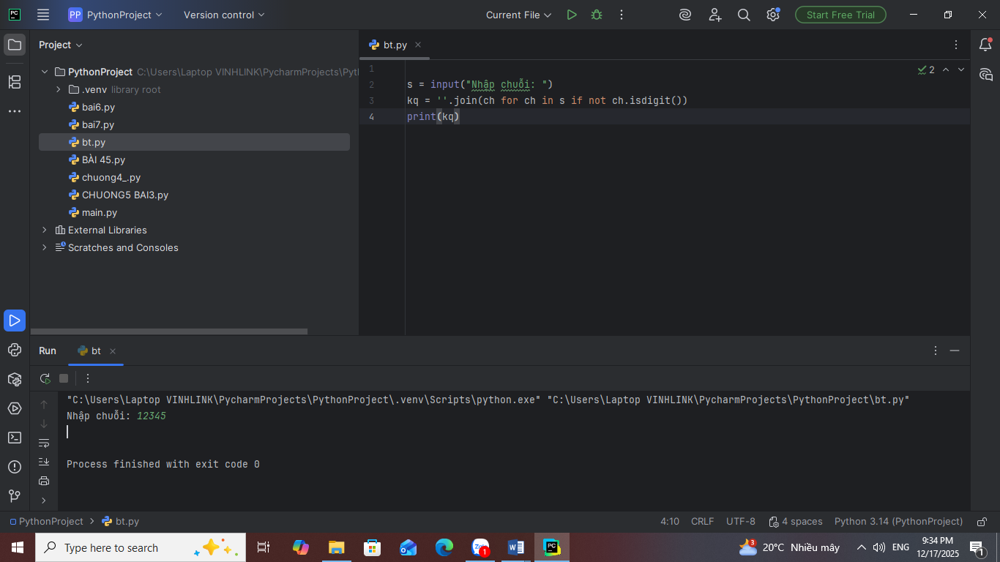 PC
PP PythonProject Version control Current File Start Free Trial
Project
bt.py
PythonProject C:\Users\Laptop VINHLINK\PycharmProjects\Pyt
.venv library root
bai6.py
bai7.py
bt.py
BÀI 45.py
chuong4_.py
CHUONG5 BAI3.py
main.py
External Libraries
Scratches and Consoles
1
2 s = input("Nhập chuỗi: ")
3 kq = ''.join(ch for ch in s if not ch.isdigit())
4 print(kq)
2
Run bt
"C:\Users\Laptop VINHLINK\PycharmProjects\PythonProject\.venv\Scripts\python.exe" "C:\Users\Laptop VINHLINK\PycharmProjects\PythonProject\bt.py"
Nhập chuỗi: 12345
Process finished with exit code 0
PythonProject bt.py 4:10 CRLF UTF-8 4 spaces Python 3.14 (PythonProject)
Type here to search
Zalo 1
W
PC
3 20°C Nhiều mây ENG
9:34 PM
12/17/2025
1